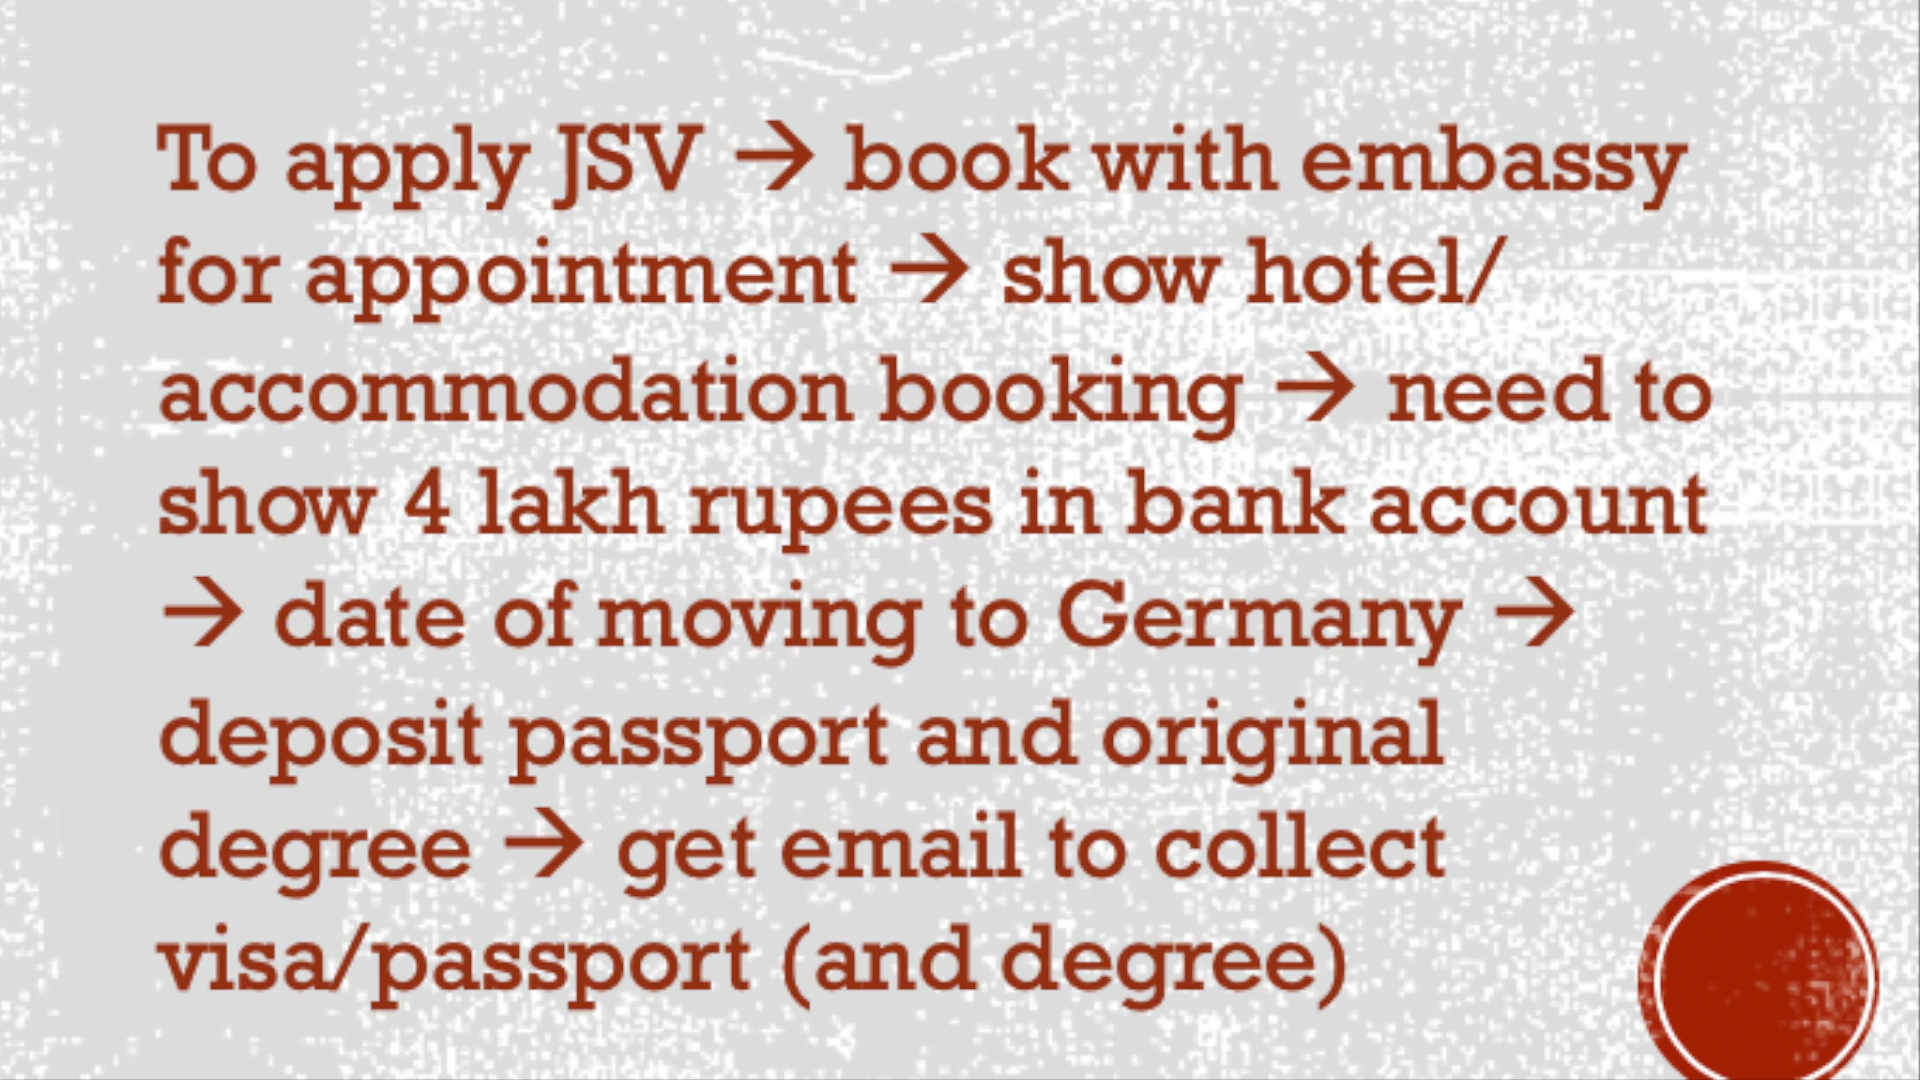 To apply JSV → book with embassy
for appointment → show hotel/
accommodation booking → need to
show 4 lakh rupees in bank account
→ date of moving to Germany →
deposit passport and original
degree → get email to collect
visa/passport (and degree)